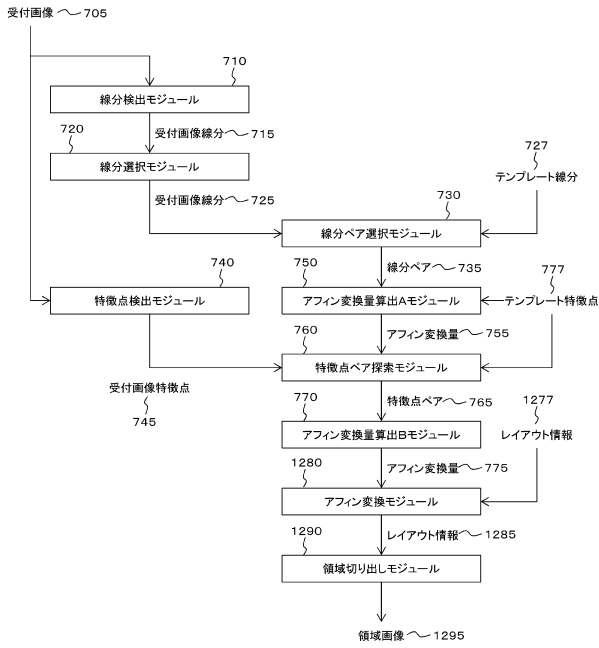 受付画像 705
710
線分検出モジュール
受付画像線分 715
720
線分選択モジュール
受付画像線分 725
727
テンプレート線分
730
線分ペア選択モジュール
線分ペア 735
740
特徴点検出モジュール
750
アフィン変換量算出Aモジュール
777
テンプレート特徴点
アフィン変換量 755
760
特徴点ペア探索モジュール
受付画像特徴点
745
特徴点ペア 765
770
アフィン変換量算出Bモジュール
1277
レイアウト情報
アフィン変換量 775
1280
アフィン変換モジュール
レイアウト情報 1285
1290
領域切り出しモジュール
領域画像 1295